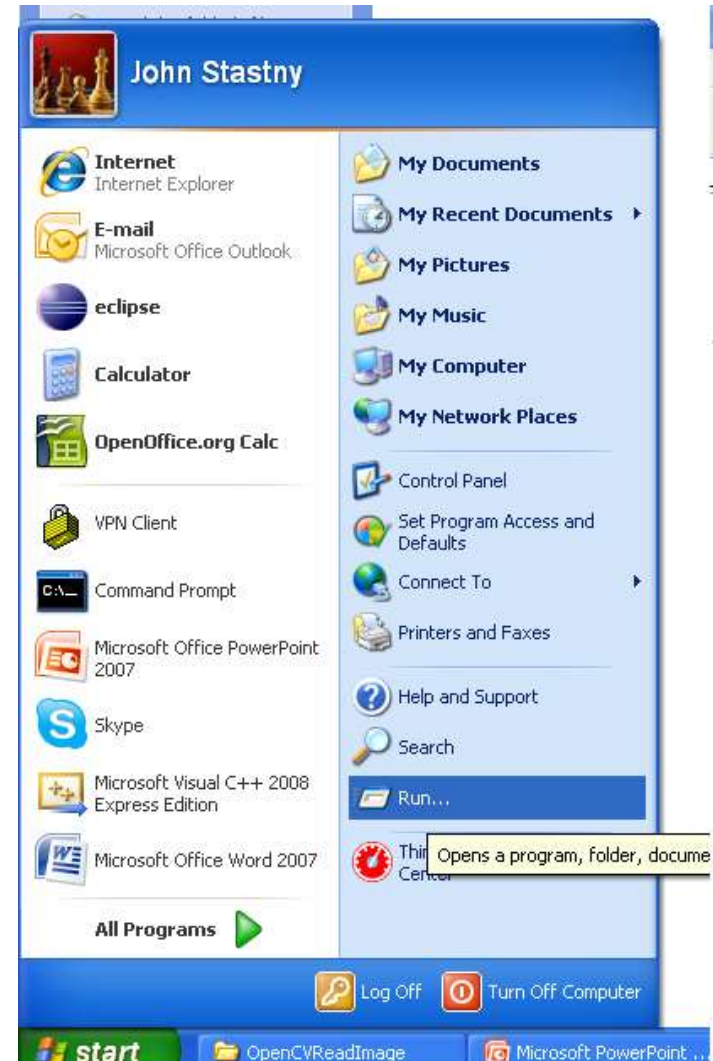 John Stastny
Internet
Internet Explorer
E-mail
Microsoft Office Outlook
eclipse
Calculator
OpenOffice.org Calc
VPN Client
C:\_
Command Prompt
Microsoft Office PowerPoint
2007
Skype
Microsoft Visual C++ 2008
Express Edition
Microsoft Office Word 2007
All Programs
My Documents
My Recent Documents
My Pictures
My Music
My Computer
My Network Places
Control Panel
Set Program Access and
Defaults
Connect To
Printers and Faxes
Help and Support
Search
Run...
Opens a program, folder, docume
Center
Log Off
Turn Off Computer
start
OpenCVReadImage
Microsoft PowerPoint ...